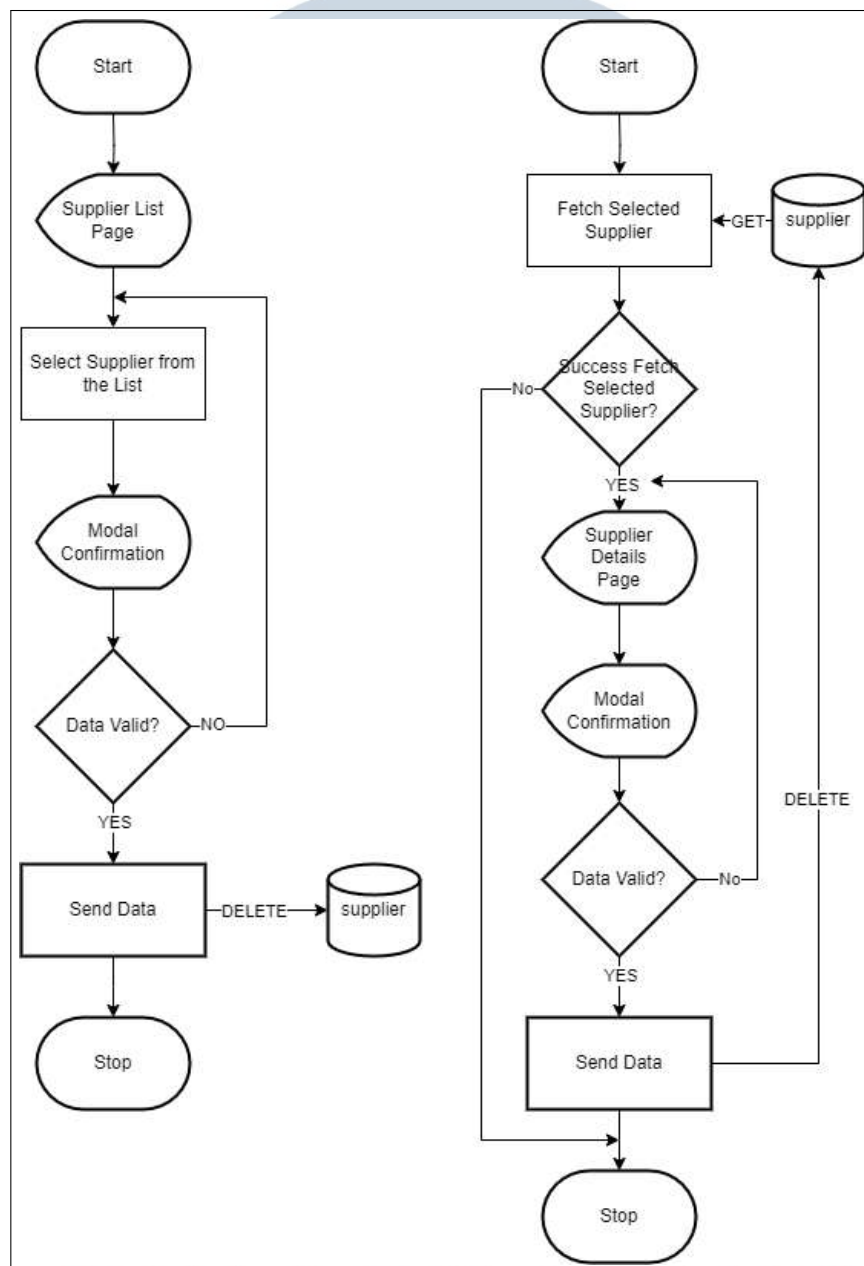 Start
Supplier List
Page
Select Supplier from
the List
Modal
Confirmation
Data Valid?
NO
YES
Send Data
DELETE
supplier
Stop
Start
Fetch Selected
Supplier
GET
supplier
Success Fetch
Selected
Supplier?
No
YES
Supplier
Details
Page
Modal
Confirmation
DELETE
Data Valid?
No
YES
Send Data
Stop